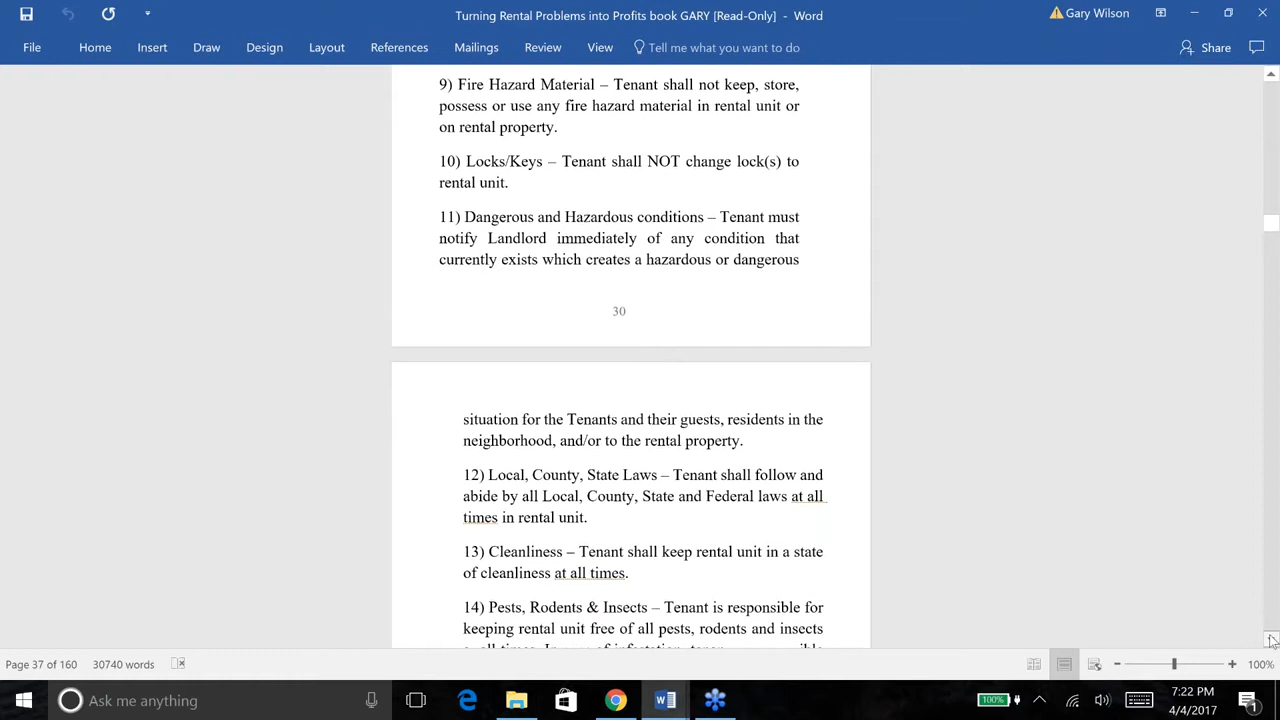 Turning Rental Problems into Profits book GARY [Read-Only] - Word
Gary Wilson
File Home Insert Draw Design Layout References Mailings Review View Tell me what you want to do Share
9) Fire Hazard Material – Tenant shall not keep, store,
possess or use any fire hazard material in rental unit or
on rental property.
10) Locks/Keys – Tenant shall NOT change lock(s) to
rental unit.
11) Dangerous and Hazardous conditions – Tenant must
notify Landlord immediately of any condition that
currently exists which creates a hazardous or dangerous
30
situation for the Tenants and their guests, residents in the
neighborhood, and/or to the rental property.
12) Local, County, State Laws – Tenant shall follow and
abide by all Local, County, State and Federal laws at all
times in rental unit.
13) Cleanliness – Tenant shall keep rental unit in a state
of cleanliness at all times.
14) Pests, Rodents & Insects – Tenant is responsible for
keeping rental unit free of all pests, rodents and insects
Page 37 of 160 30740 words 100%
Ask me anything
100%
7:22 PM
4/4/2017
1